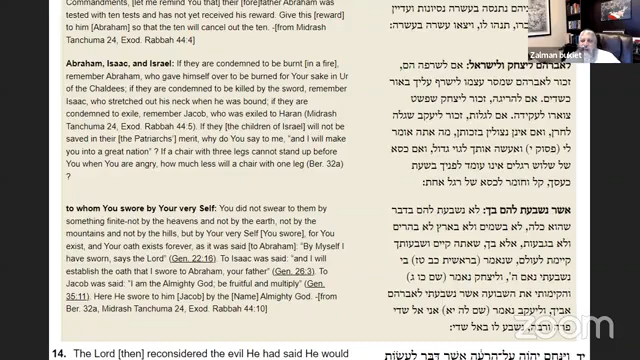 Commandments, [let me remind You that] their [fore]father Abraham was
tested with ten tests and has not yet received his reward. Give this [reward]
to him [Abraham] so that the ten will cancel out the ten. -[from Midrash
Tanchuma 24, Exod. Rabbah 44:4]
Abraham, Isaac, and Israel: If they are condemned to be burnt [in a fire],
remember Abraham, who gave himself over to be burned for Your sake in Ur
of the Chaldees; if they are condemned to be killed by the sword, remember
Isaac, who stretched out his neck when he was bound; if they are
condemned to exile, remember Jacob, who was exiled to Haran (Midrash
Tanchuma 24, Exod. Rabbah 44:5). If they [the children of Israel] will not be
saved in their [the Patriarchs'] merit, why do You say to me, "and I will make
you into a great nation" ? If a chair with three legs cannot stand up before
You when You are angry, how much less will a chair with one leg (Ber. 32a)
?
to whom You swore by Your very Self: You did not swear to them by
something finite-not by the heavens and not by the earth, not by the
mountains and not by the hills, but by Your very Self [You swore], for You
exist, and Your oath exists forever, as it was said [to Abraham]: "By Myself I
have sworn, says the Lord" (Gen. 22:16). To Isaac was said: "and I will
establish the oath that I swore to Abraham, your father" (Gen. 26:3). To
Jacob was said: "I am the Almighty God; be fruitful and multiply" (Gen.
35:11). Here He swore to him [Jacob] by the [Name] Almighty God. -[from
Ber. 32a, Midrash Tanchuma 24, Exod. Rabbah 44:10]
14. The Lord [then] reconsidered the evil He had said He would
נתנסה בעשרה נסיונות ועדיין
תנהו לו, ויצאו עשרה בעשרה:
לאברהם ליצחק ולישראל: אם לשרפה הם,
זכור לאברהם שמסר עצמו לישרף עליך באור
כשדים. אם להריגה, זכור ליצחק שפשט
צוארו לעקידה. אם לגלות, זכור ליעקב שגלה
לחרן, ואם אינן נצולין בזכותן, מה אתה אומר
לי (פסוק י) ואעשה אותך לגוי גדול, ואם כסא
של שלוש רגלים אינו עומד לפניך בשעת
כעסך, קל וחומר לכסא של רגל אחת:
אשר נשבעת להם בך: לא נשבעת להם בדבר
שהוא כלה, לא בשמים ולא בארץ לא בהרים
ולא בגבעות, אלא בך, שאתה קיים ושבועתך
קיימת לעולם, שנאמר (בראשית כב טז) בי
נשבעתי נאם ה', וליצחק נאמר (שם כו ג)
והקימותי את השבועה אשר נשבעתי לאברהם
אביך, וליעקב נאמר (שם לה יא) אני אל שדי
פרה ורבה, נשבע לו באל שדי:
יד וַיִּנָּחֶם יְהֹוָה עַל־הָרָעָה אֲשֶׁר דִּבֶּר לַעֲשׂוֹת
Zalman Bukiet
zoom